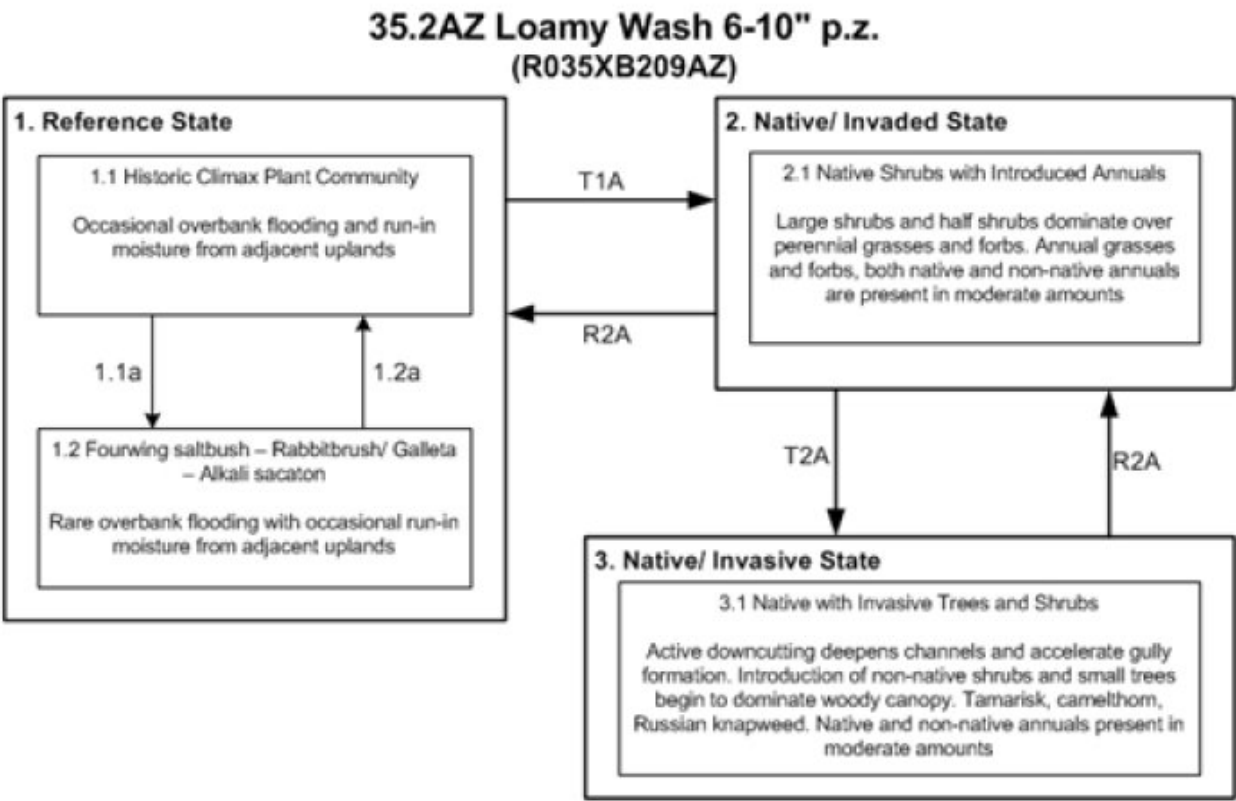 35.2AZ Loamy Wash 6-10" p.z.
(R035XB209AZ)
1. Reference State
1.1 Historic Climax Plant Community
Occasional overbank flooding and run-in
moisture from adjacent uplands
1.1a
1.2a
1.2 Fourwing saltbush – Rabbitbrush/ Galleta
– Alkali sacaton
Rare overbank flooding with occasional run-in
moisture from adjacent uplands
T1A
R2A
2. Native/ Invaded State
2.1 Native Shrubs with Introduced Annuals
Large shrubs and half shrubs dominate over
perennial grasses and forbs. Annual grasses
and forbs, both native and non-native annuals
are present in moderate amounts
T2A
R2A
3. Native/ Invasive State
3.1 Native with Invasive Trees and Shrubs
Active downcutting deepens channels and accelerate gully
formation. Introduction of non-native shrubs and small trees
begin to dominate woody canopy. Tamarisk, camelthorn,
Russian knapweed. Native and non-native annuals present in
moderate amounts